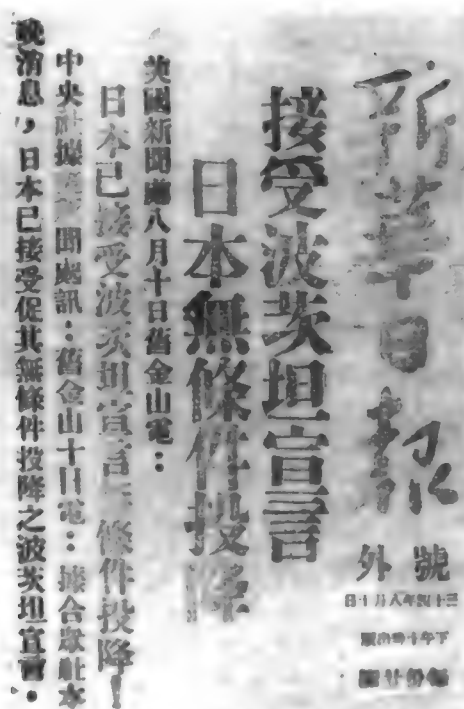 新華日報
號外
三十四年八月十日
下午十時出版
接受波茨坦宣言
日本無條件投降
美國新聞處八月十日舊金山電：
日本已接受波茨坦宣言無條件投降！
中央社據美新聞處訊：舊金山十日電：據合眾社本
晚消息，日本已接受促其無條件投降之波茨坦宣言。